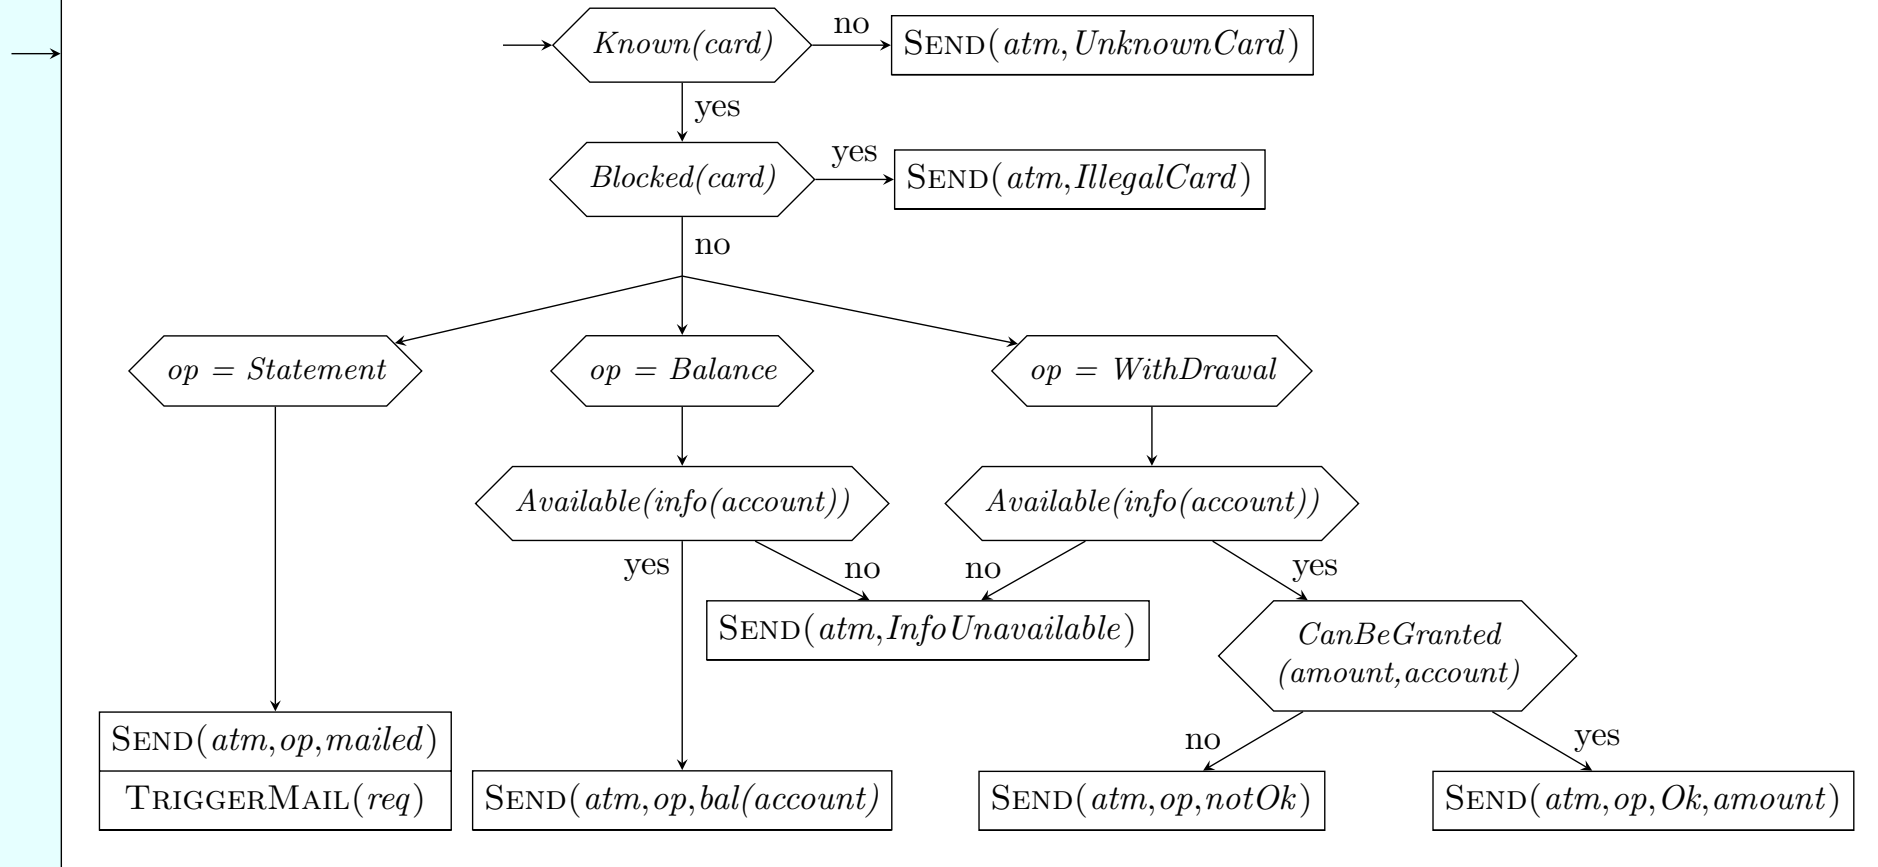 Known(card)
no
SEND(atm,UnknownCard)
yes
Blocked(card)
yes
SEND(atm,IllegalCard)
no
op = Statement
op = Balance
op = WithDrawal
Available(info(account))
Available(info(account))
yes
no
no
yes
SEND(atm,InfoUnavailable)
CanBeGranted
(amount,account)
no
yes
SEND(atm,op,mailed)
TRIGGERMAIL(req)
SEND(atm,op,bal(account)
SEND(atm,op,notOk)
SEND(atm,op,Ok,amount)